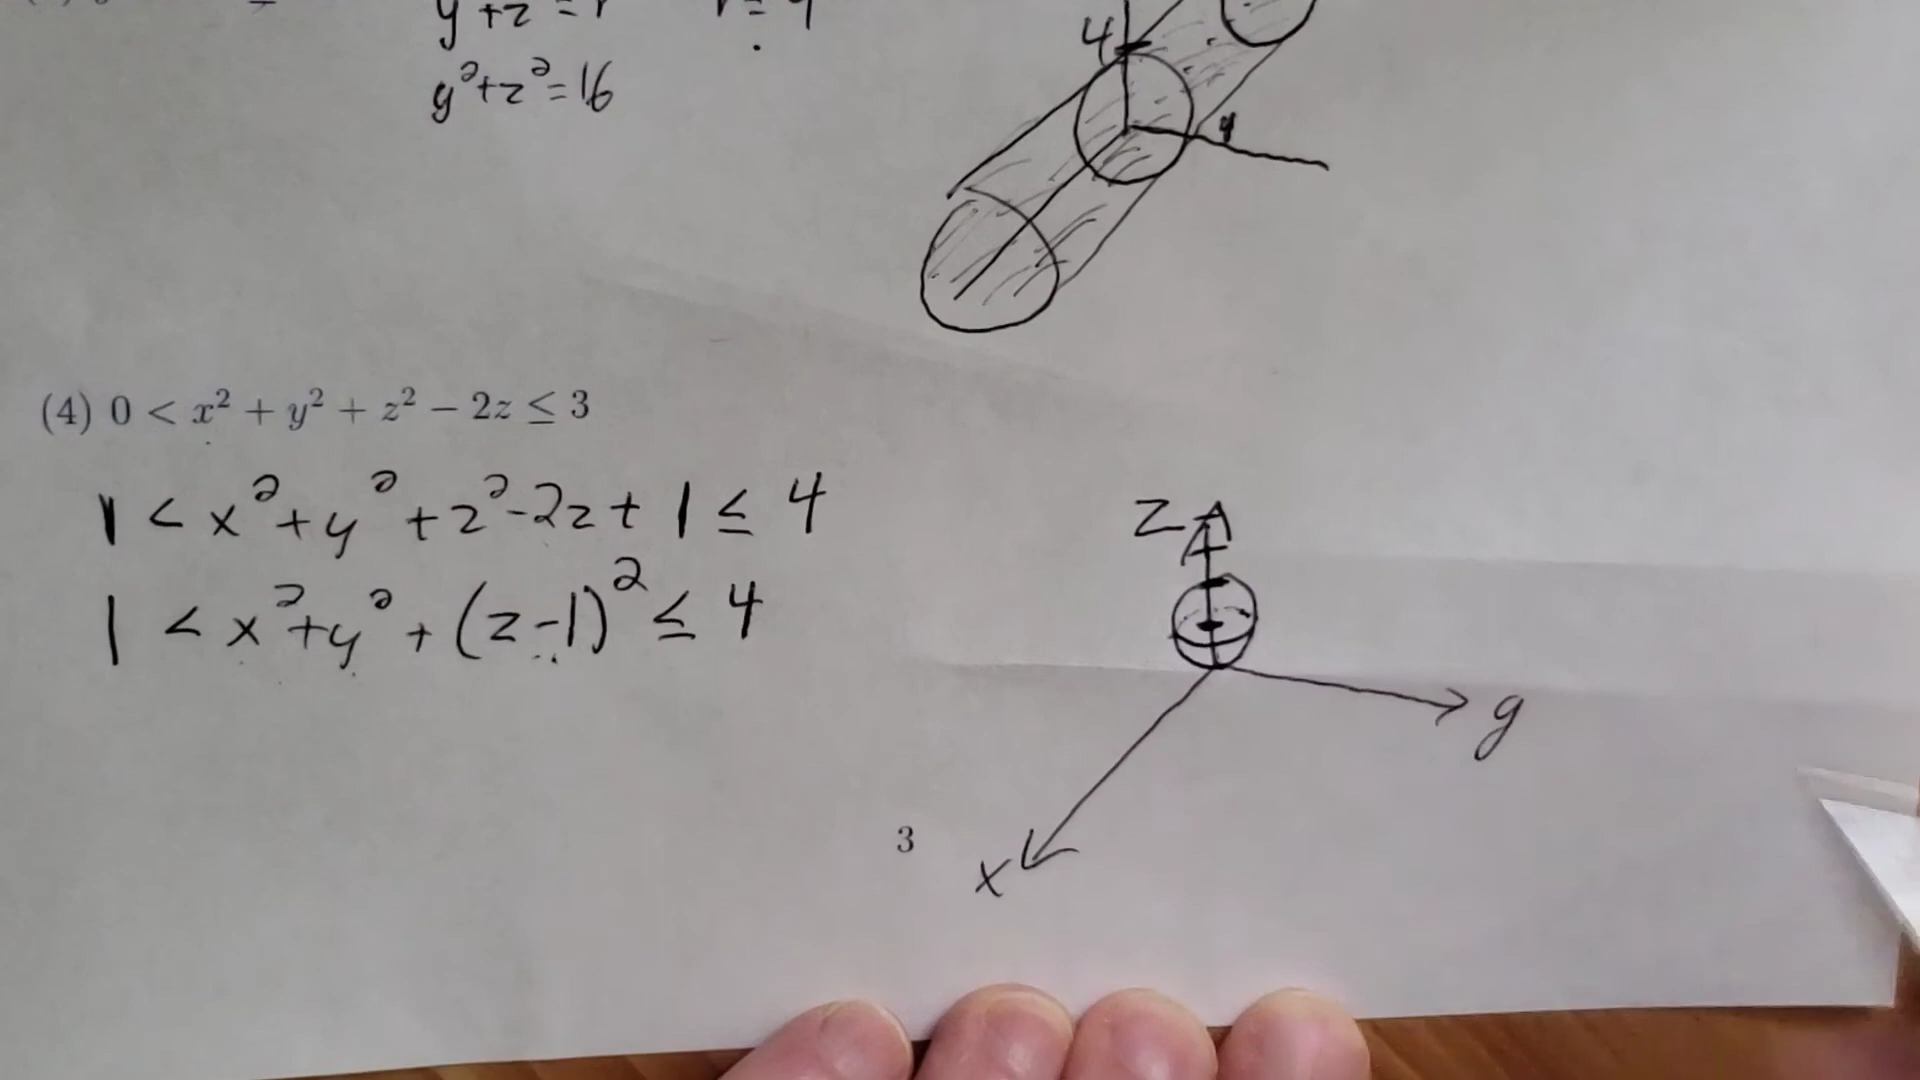 y²+z²=16
4
y
(4) 0 < x² + y² + z² − 2z ≤ 3
1 < x²+y²+z²-2z+1 ≤ 4
1 < x²+y²+(z-1)² ≤ 4
z
y
x
3